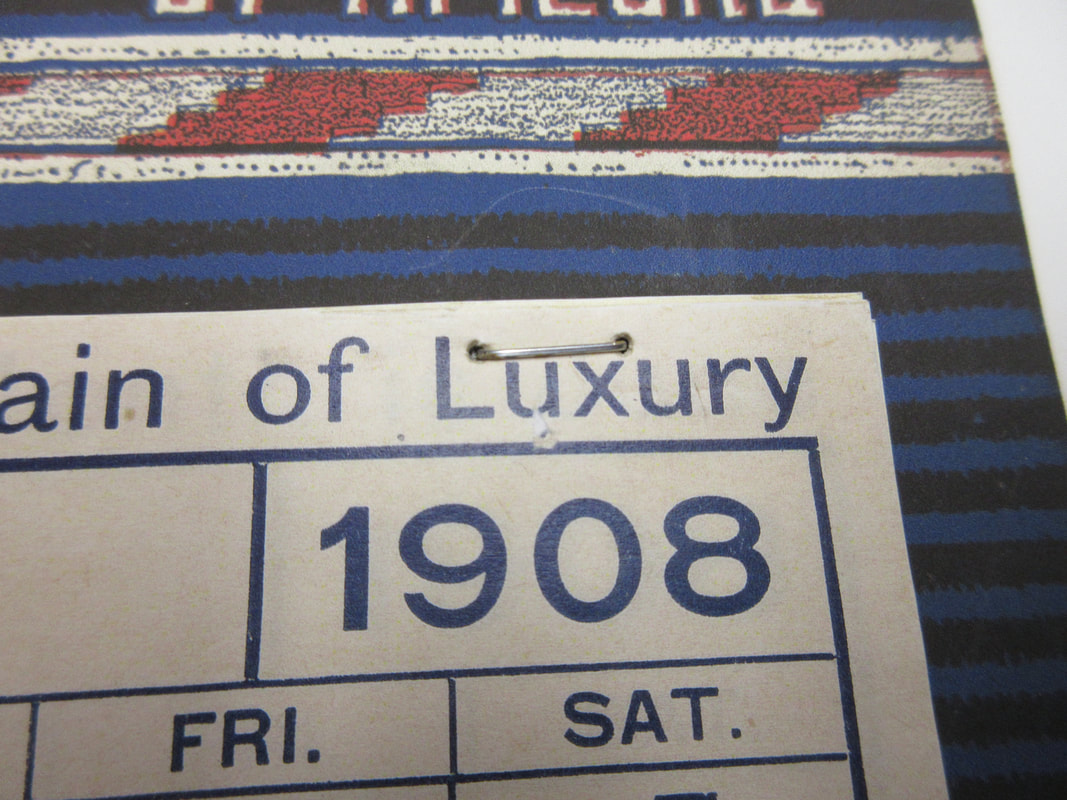 ain of Luxury
1908
FRI. SAT.